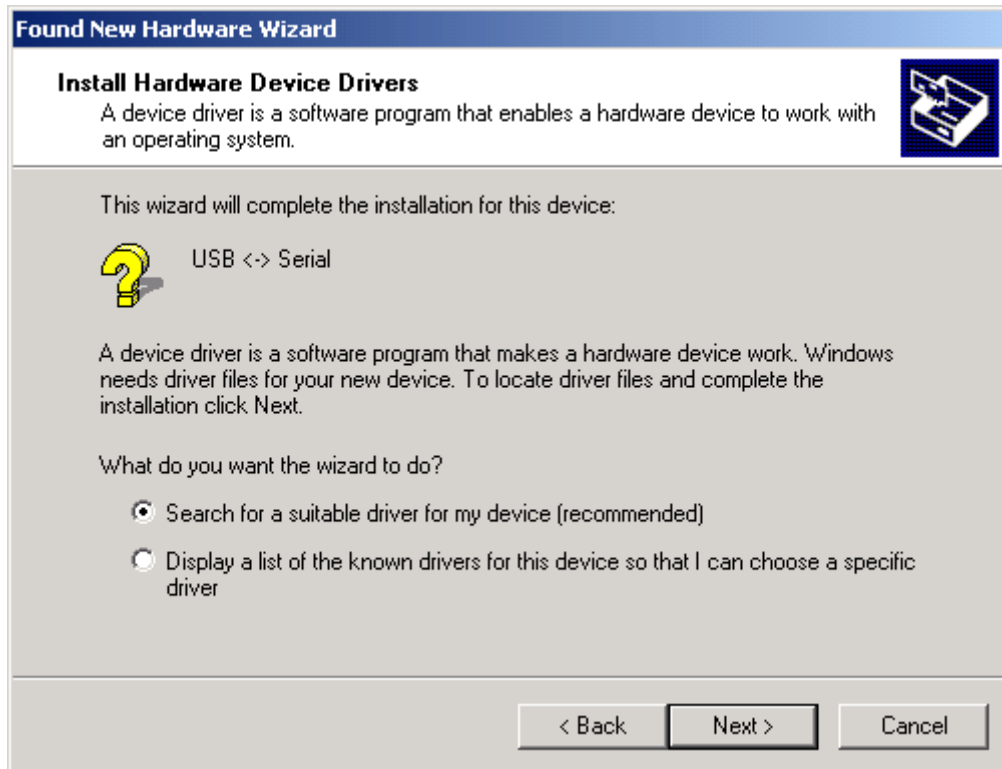 Found New Hardware Wizard
Install Hardware Device Drivers
A device driver is a software program that enables a hardware device to work with
an operating system.
This wizard will complete the installation for this device:
USB <-> Serial
A device driver is a software program that makes a hardware device work. Windows
needs driver files for your new device. To locate driver files and complete the
installation click Next.
What do you want the wizard to do?
Search for a suitable driver for my device (recommended)
Display a list of the known drivers for this device so that I can choose a specific
driver
< Back Next > Cancel